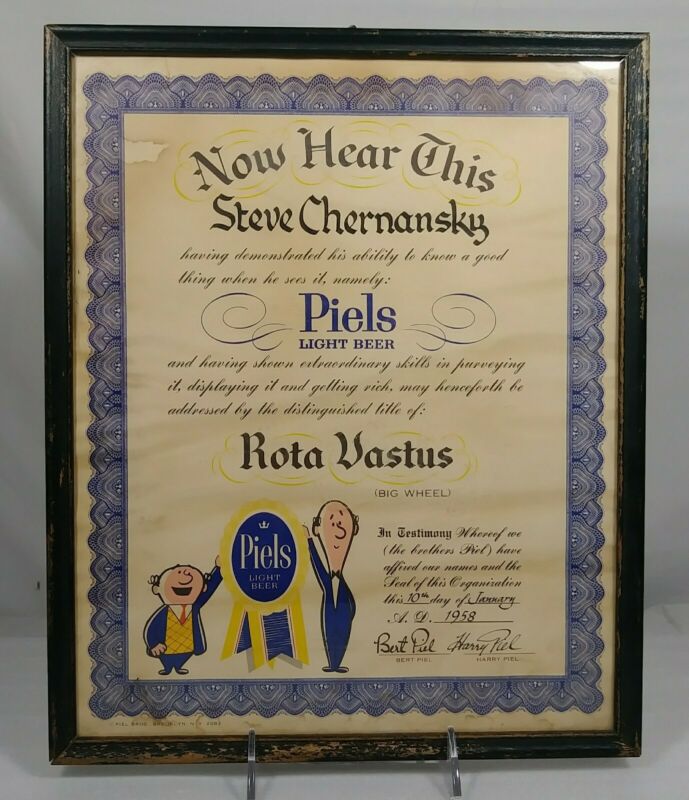 Now Hear This
Steve Chernansky
having demonstrated his ability to know a good
thing when he sees it, namely:
Piels
LIGHT BEER
and having shown extraordinary skills in purveying
it, displaying it and getting rich, may henceforth be
addressed by the distinguished title of:
Rota Vastus
(BIG WHEEL)
Piels
LIGHT
BEER
In Testimony Whereof we
(the brothers Piel) have
affixed our names and the
Seal of this Organization
this 10th day of January
A. D. 1958
Bert Piel Harry Piel
BERT PIEL HARRY PIEL
PIEL BROS. BROOKLYN, N.Y.